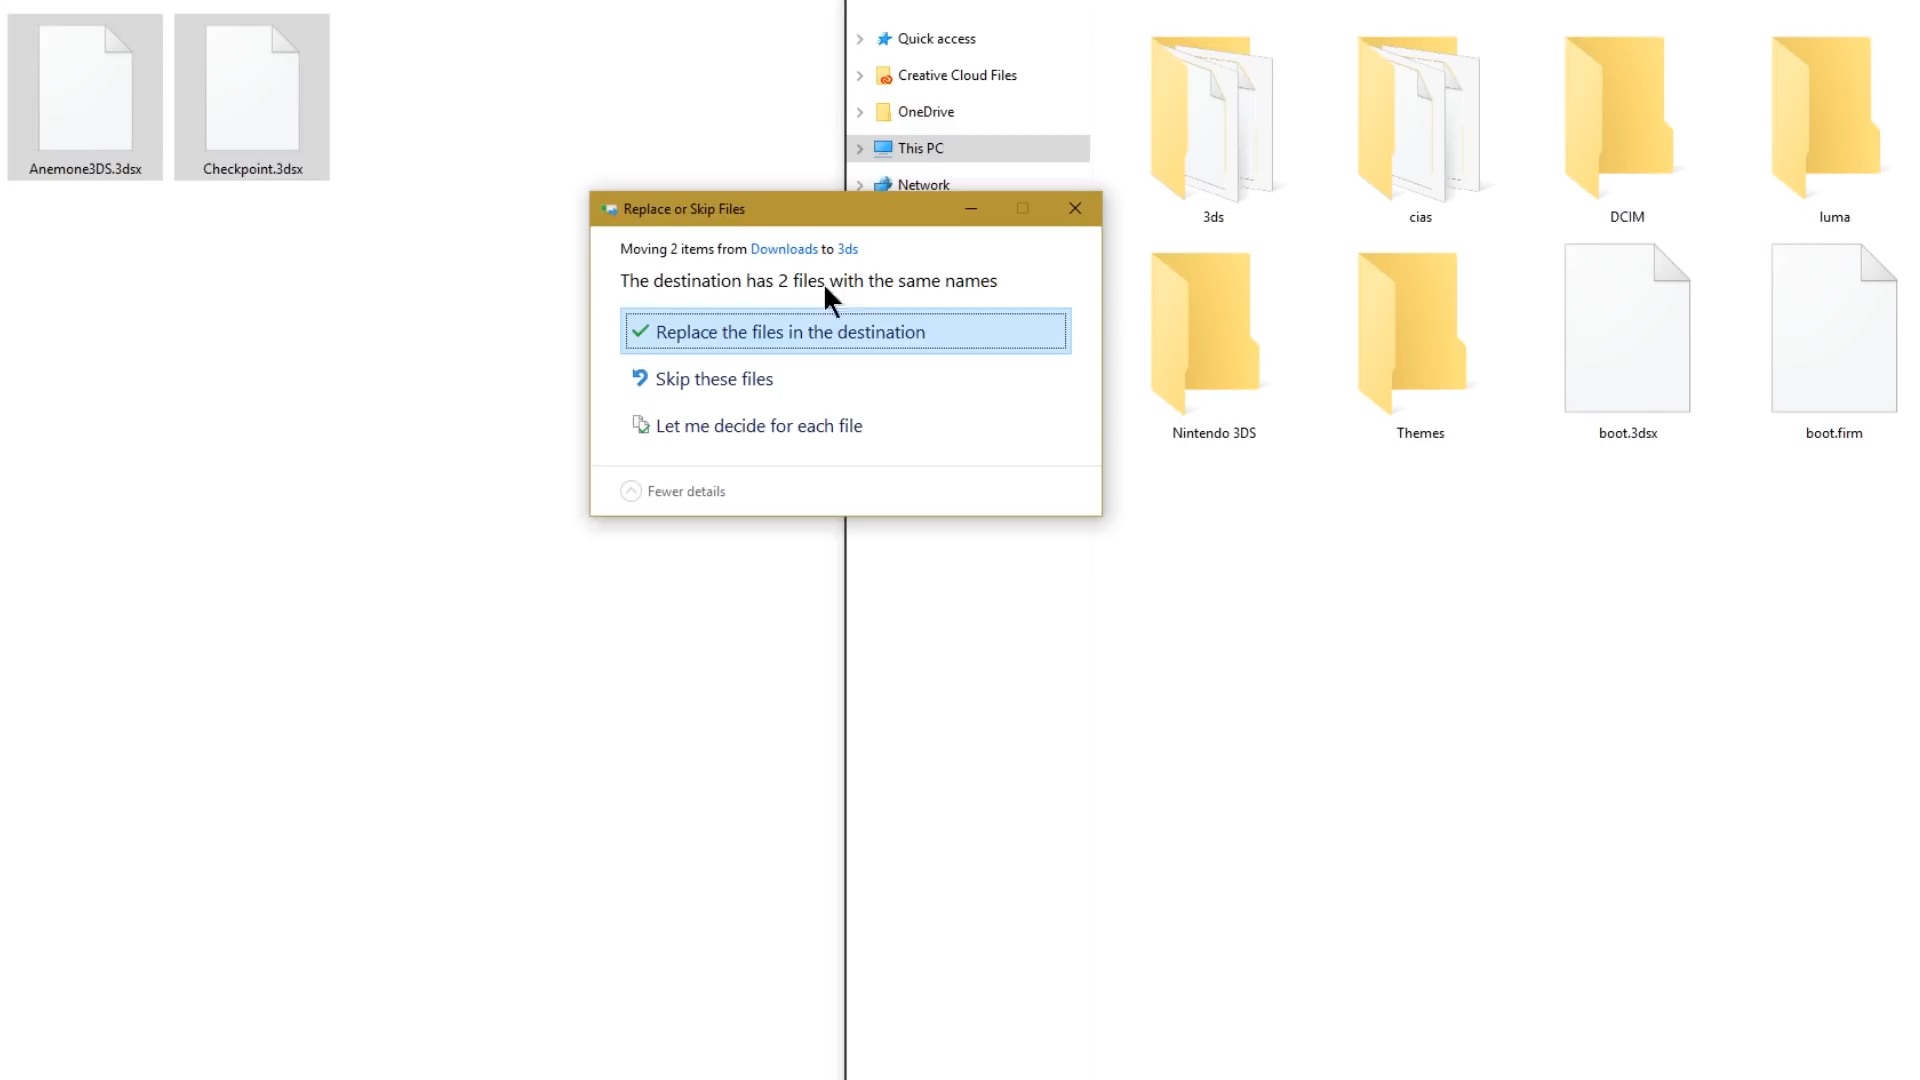 Anemone3DS.3dsx
Checkpoint.3dsx
Quick access
Creative Cloud Files
OneDrive
This PC
Network
Replace or Skip Files
Moving 2 items from Downloads to 3ds
The destination has 2 files with the same names
Replace the files in the destination
Skip these files
Let me decide for each file
Fewer details
3ds
cias
DCIM
luma
Nintendo 3DS
Themes
boot.3dsx
boot.firm